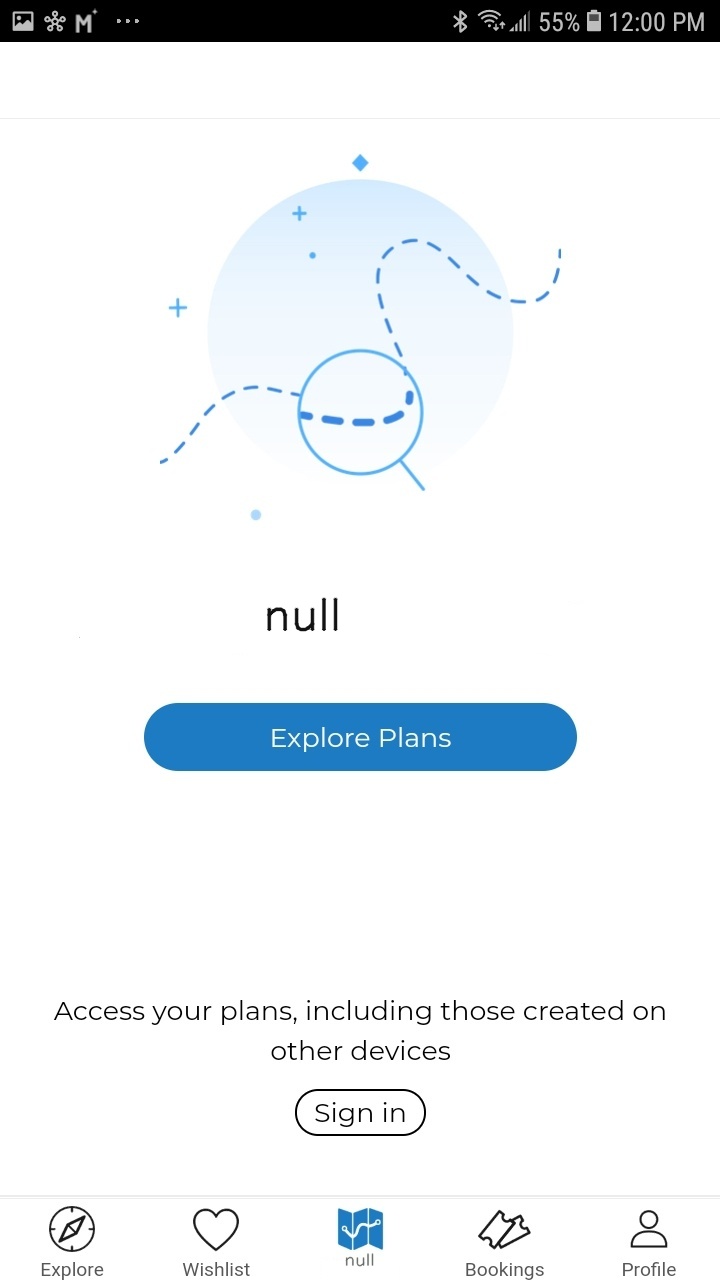 55% 12:00 PM
null
Explore Plans
Access your plans, including those created on
other devices
Sign in
Explore Wishlist null Bookings Profile